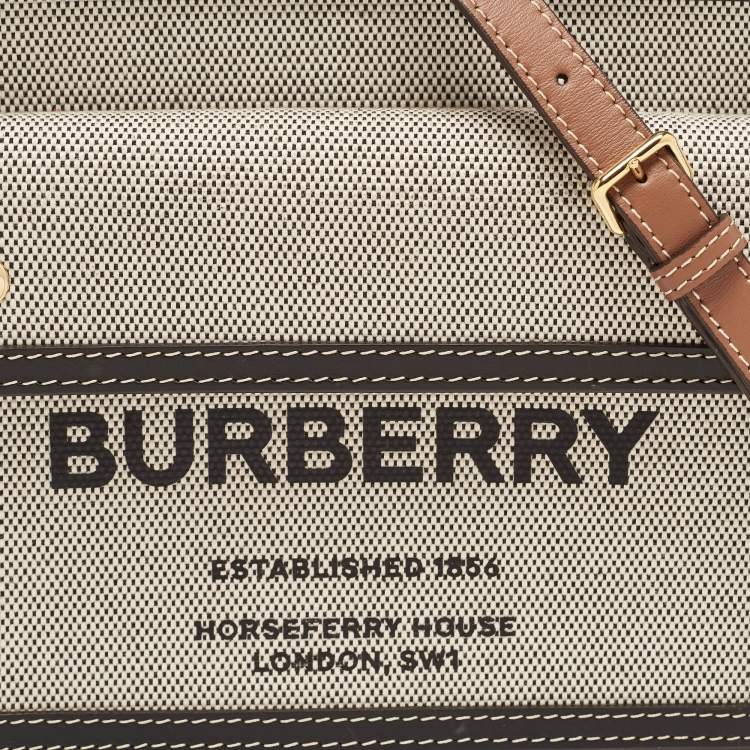 BURBERRY
ESTABLISHED 1856
HORSEFERRY HOUSE
LONDON, SW1